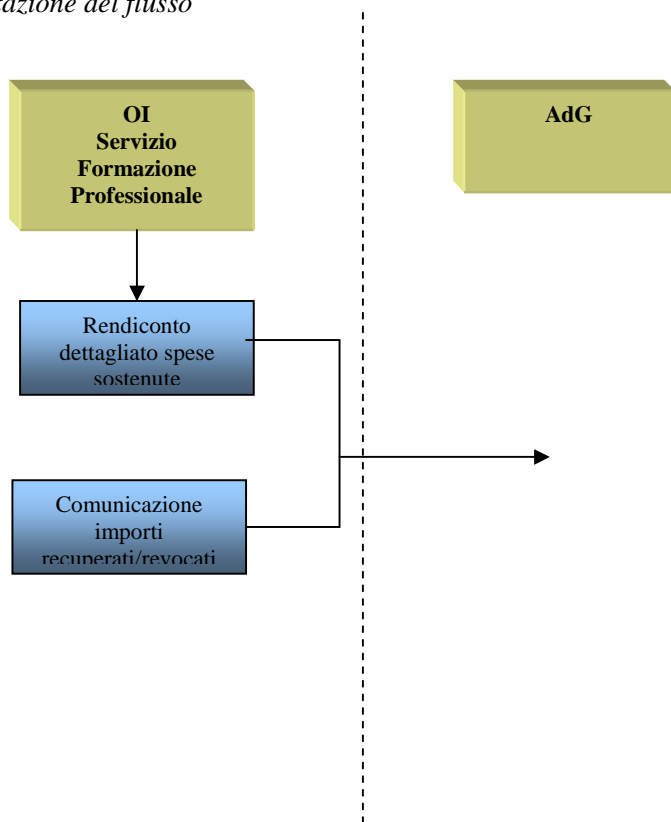 azione del flusso
OI
Servizio
Formazione
Professionale
AdG
Rendiconto
dettagliato spese
sostenute
Comunicazione
importi
recuperati/revocati